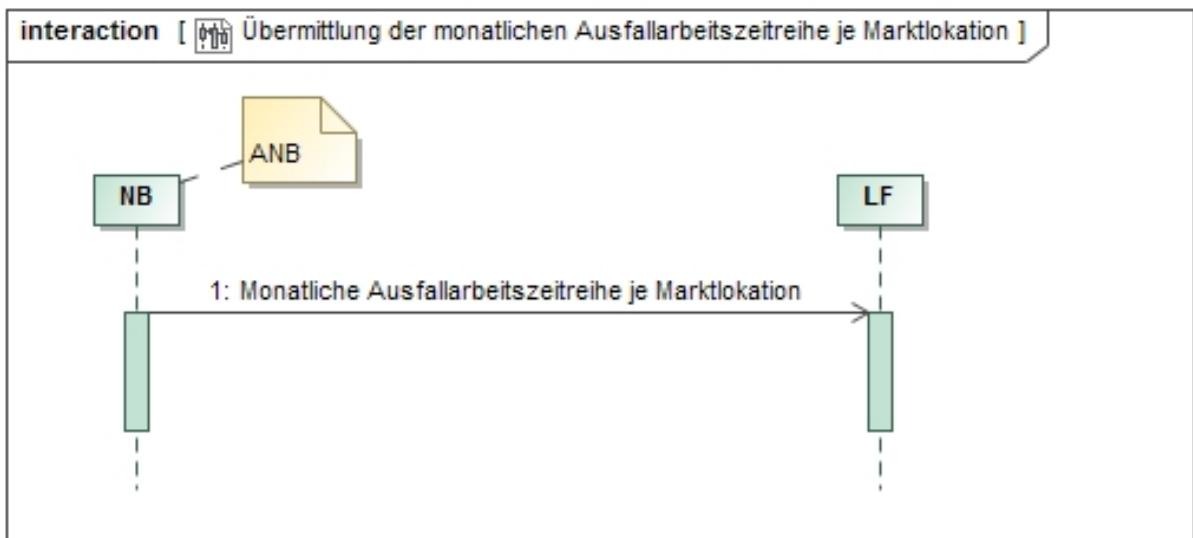 interaction [ Übermittlung der monatlichen Ausfallarbeitszeitreihe je Marktlokation ]
ANB
NB
LF
1: Monatliche Ausfallarbeitszeitreihe je Marktlokation